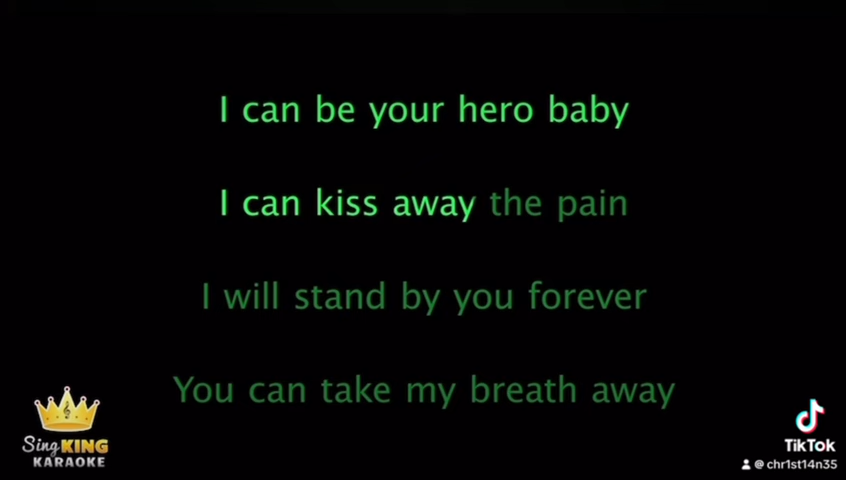 I can be your hero baby
I can kiss away the pain
I will stand by you forever
You can take my breath away
Sing KING
KARAOKE
TikTok
@chr1st14n35